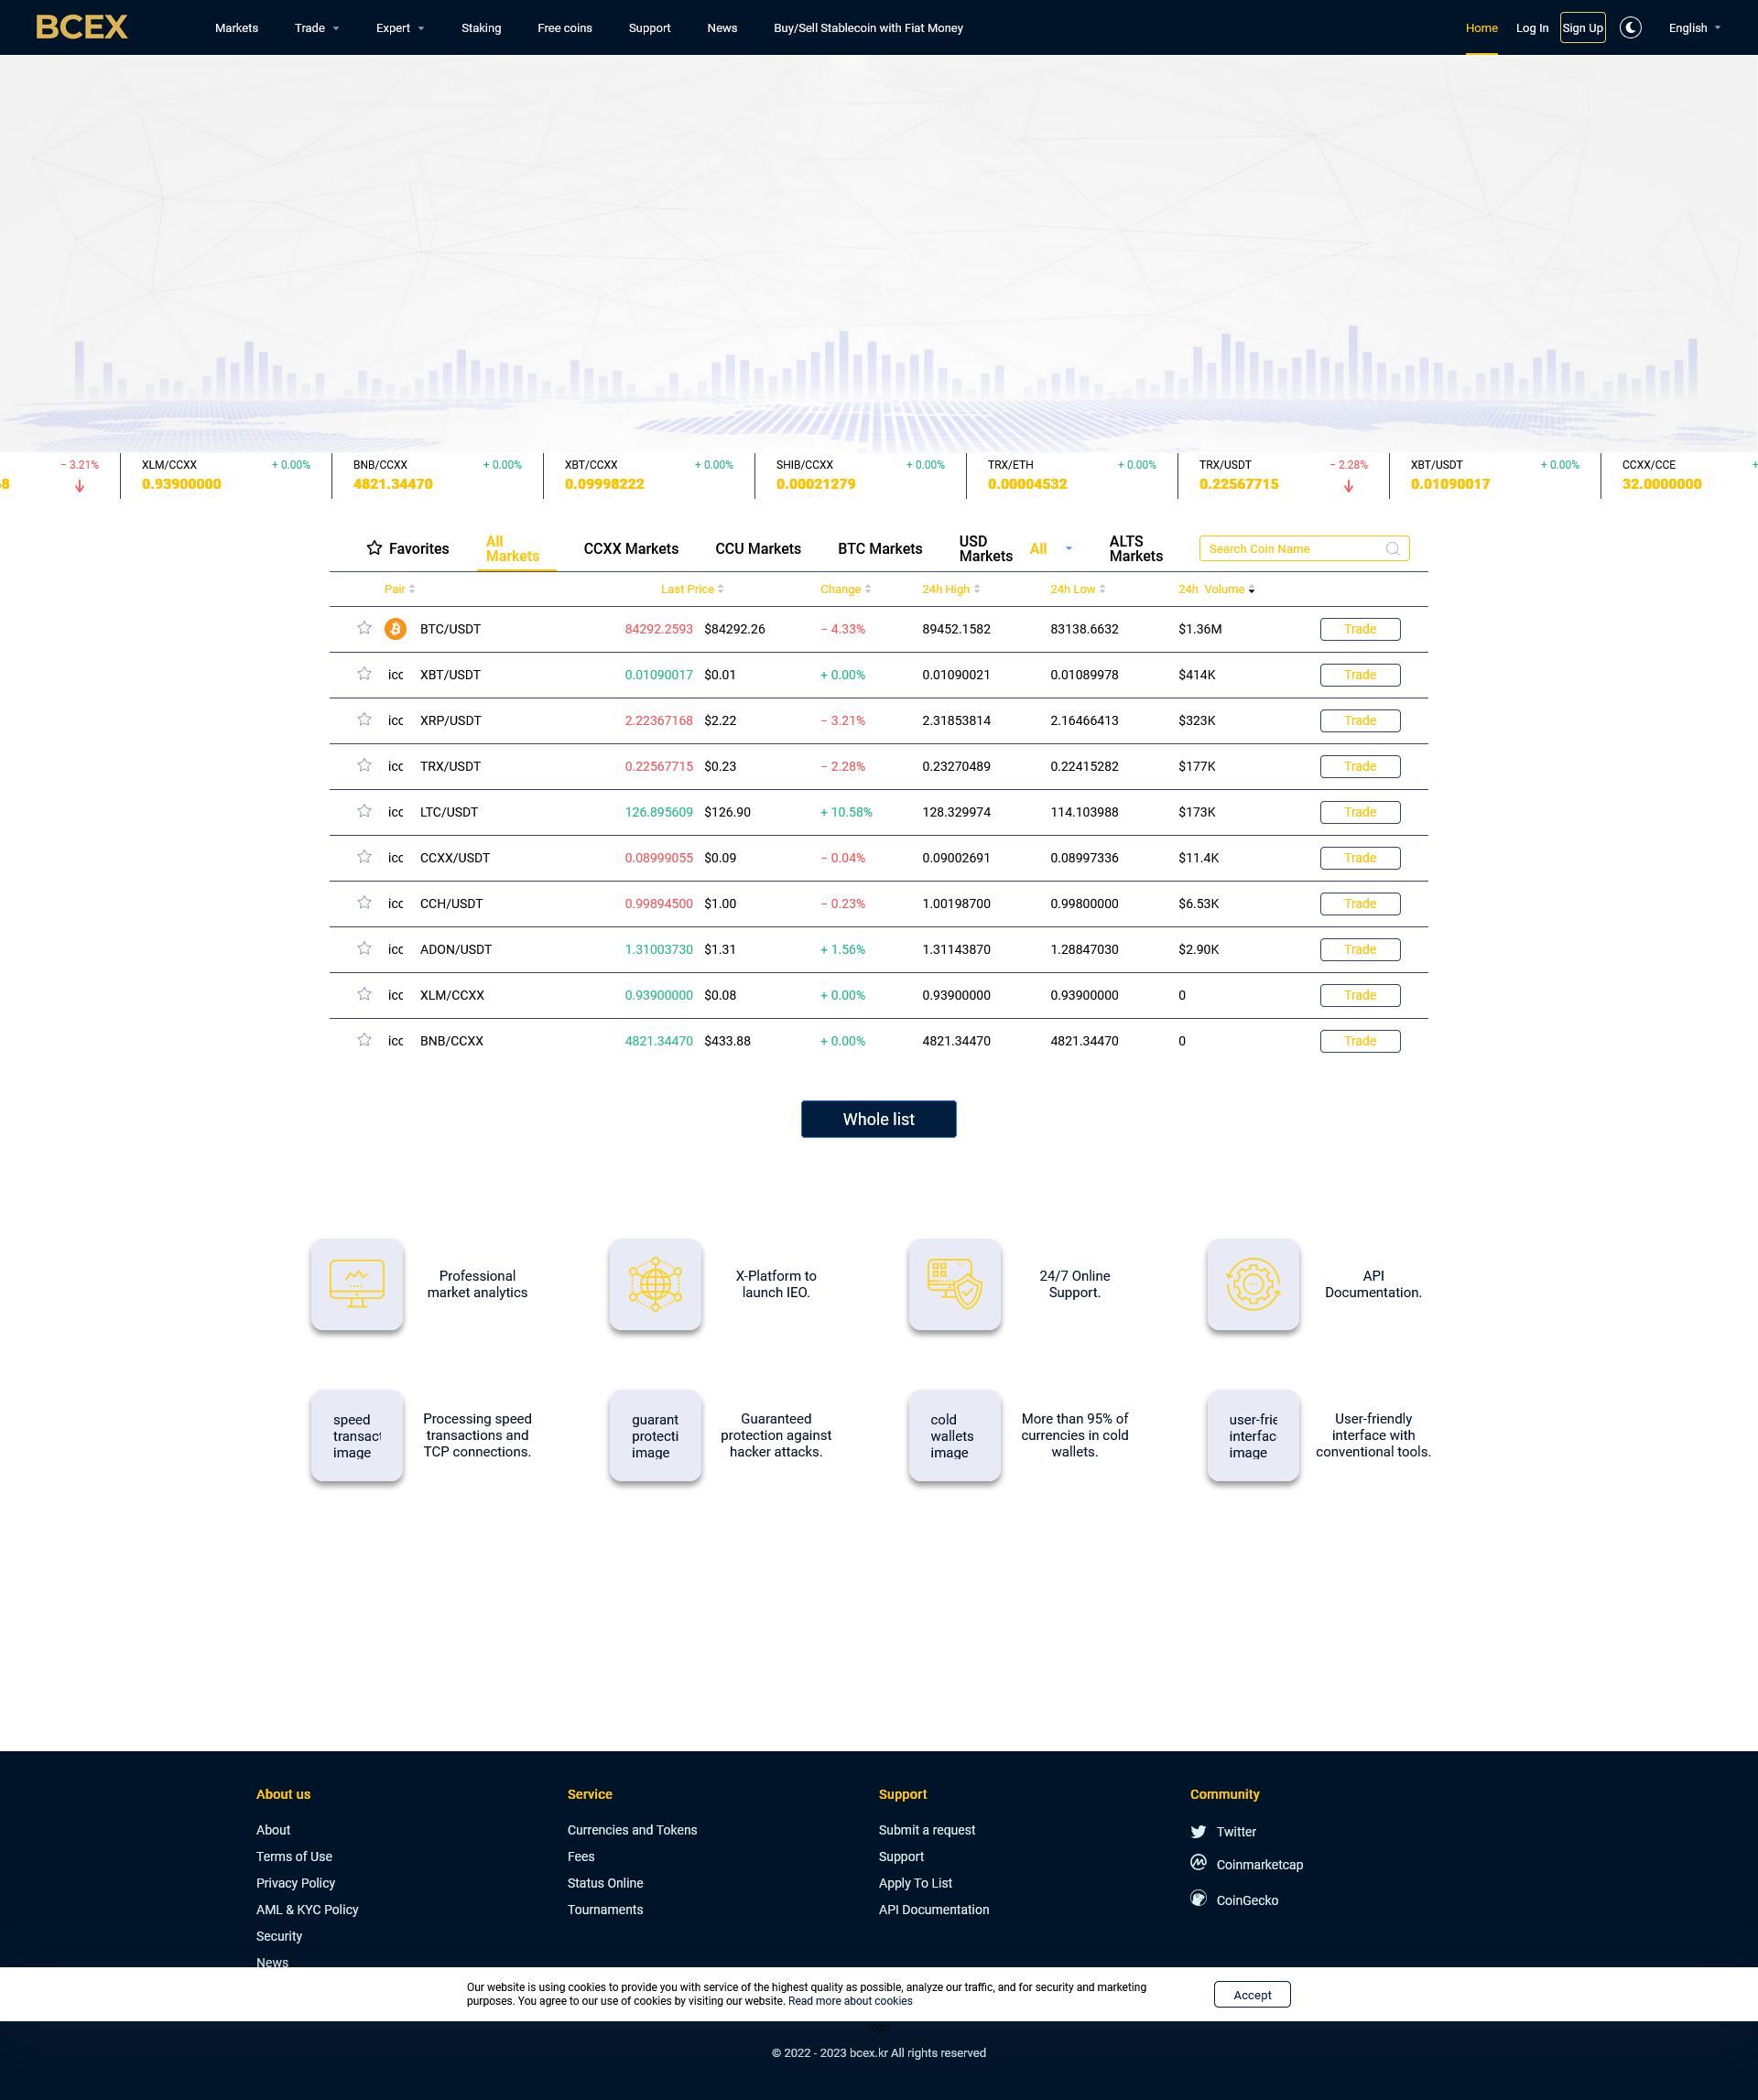 BCEX
Markets
Trade
Expert
Staking
Free coins
Support
News
Buy/Sell Stablecoin with Fiat Money
Home
Log In
Sign Up
English
− 3.21%
XLM/CCXX + 0.00%
0.93900000
BNB/CCXX + 0.00%
4821.34470
XBT/CCXX + 0.00%
0.09998222
SHIB/CCXX + 0.00%
0.00021279
TRX/ETH + 0.00%
0.00004532
TRX/USDT − 2.28%
0.22567715
XBT/USDT + 0.00%
0.01090017
CCXX/CCE +
32.0000000
Favorites
All
Markets
CCXX Markets
CCU Markets
BTC Markets
USD
Markets
All
ALTS
Markets
Search Coin Name
Pair Last Price Change 24h High 24h Low 24h Volume
BTC/USDT 84292.2593 $84292.26 − 4.33% 89452.1582 83138.6632 $1.36M Trade
icc XBT/USDT 0.01090017 $0.01 + 0.00% 0.01090021 0.01089978 $414K Trade
icc XRP/USDT 2.22367168 $2.22 − 3.21% 2.31853814 2.16466413 $323K Trade
icc TRX/USDT 0.22567715 $0.23 − 2.28% 0.23270489 0.22415282 $177K Trade
icc LTC/USDT 126.895609 $126.90 + 10.58% 128.329974 114.103988 $173K Trade
icc CCXX/USDT 0.08999055 $0.09 − 0.04% 0.09002691 0.08997336 $11.4K Trade
icc CCH/USDT 0.99894500 $1.00 − 0.23% 1.00198700 0.99800000 $6.53K Trade
icc ADON/USDT 1.31003730 $1.31 + 1.56% 1.31143870 1.28847030 $2.90K Trade
icc XLM/CCXX 0.93900000 $0.08 + 0.00% 0.93900000 0.93900000 0 Trade
icc BNB/CCXX 4821.34470 $433.88 + 0.00% 4821.34470 4821.34470 0 Trade
Whole list
Professional
market analytics
X-Platform to
launch IEO.
24/7 Online
Support.
API
Documentation.
speed
transact
image
Processing speed
transactions and
TCP connections.
guarant
protecti
image
Guaranteed
protection against
hacker attacks.
cold
wallets
image
More than 95% of
currencies in cold
wallets.
user-frie
interface
image
User-friendly
interface with
conventional tools.
About us
About
Terms of Use
Privacy Policy
AML & KYC Policy
Security
News
Service
Currencies and Tokens
Fees
Status Online
Tournaments
Support
Submit a request
Support
Apply To List
API Documentation
Community
Twitter
Coinmarketcap
CoinGecko
Our website is using cookies to provide you with service of the highest quality as possible, analyze our traffic, and for security and marketing
purposes. You agree to our use of cookies by visiting our website. Read more about cookies
Accept
© 2022 - 2023 bcex.kr All rights reserved